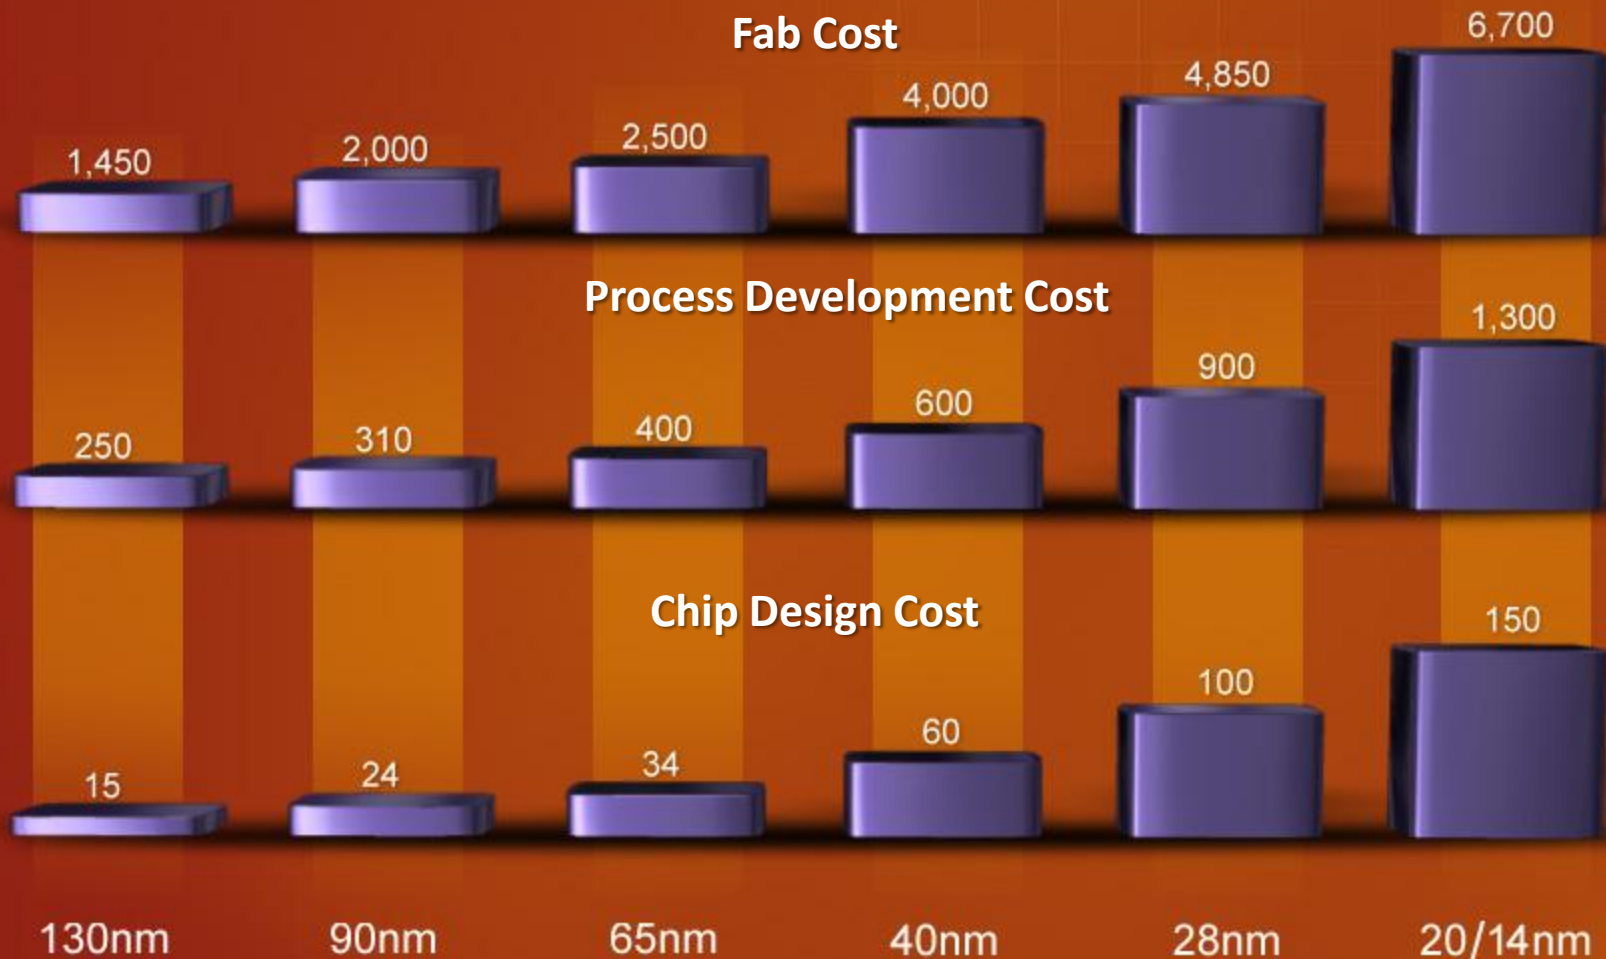 Fab Cost
1,450 2,000 2,500 4,000 4,850 6,700
Process Development Cost
250 310 400 600 900 1,300
Chip Design Cost
15 24 34 60 100 150
130nm 90nm 65nm 40nm 28nm 20/14nm